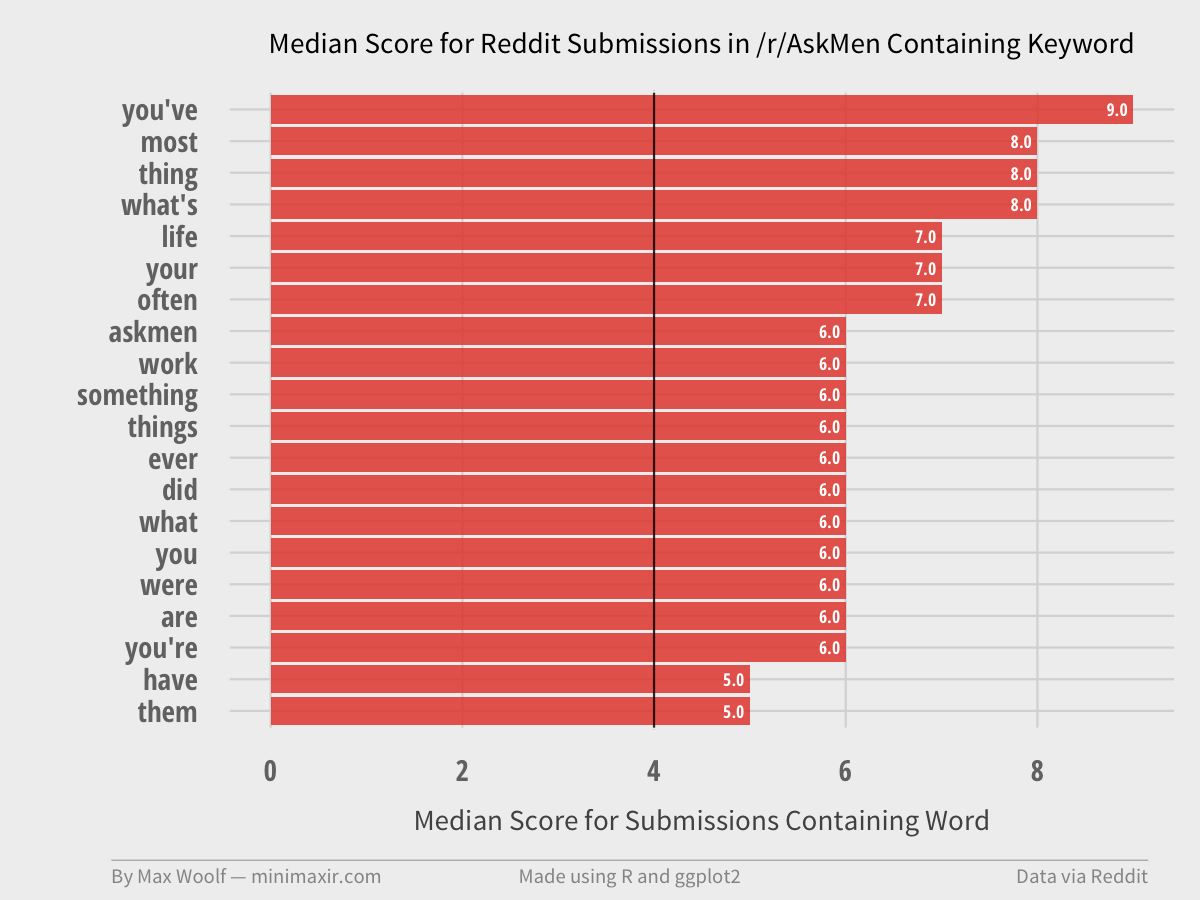 Median Score for Reddit Submissions in /r/AskMen Containing Keyword
you've 9.0
most 8.0
thing 8.0
what's 8.0
life 7.0
your 7.0
often 7.0
askmen 6.0
work 6.0
something 6.0
things 6.0
ever 6.0
did 6.0
what 6.0
you 6.0
were 6.0
are 6.0
you're 6.0
have 5.0
them 5.0
0 2 4 6 8
Median Score for Submissions Containing Word
By Max Woolf — minimaxir.com Made using R and ggplot2 Data via Reddit